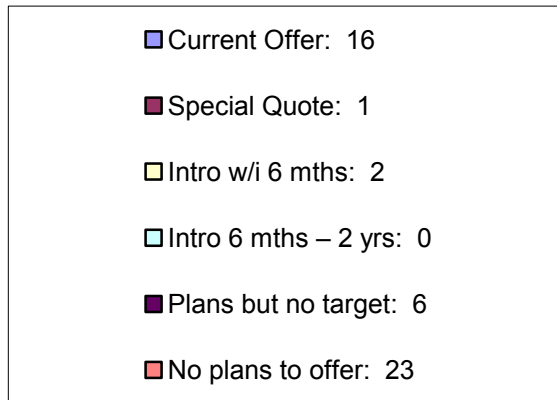 Current Offer: 16
Special Quote: 1
Intro w/i 6 mths: 2
Intro 6 mths – 2 yrs: 0
Plans but no target: 6
No plans to offer: 23